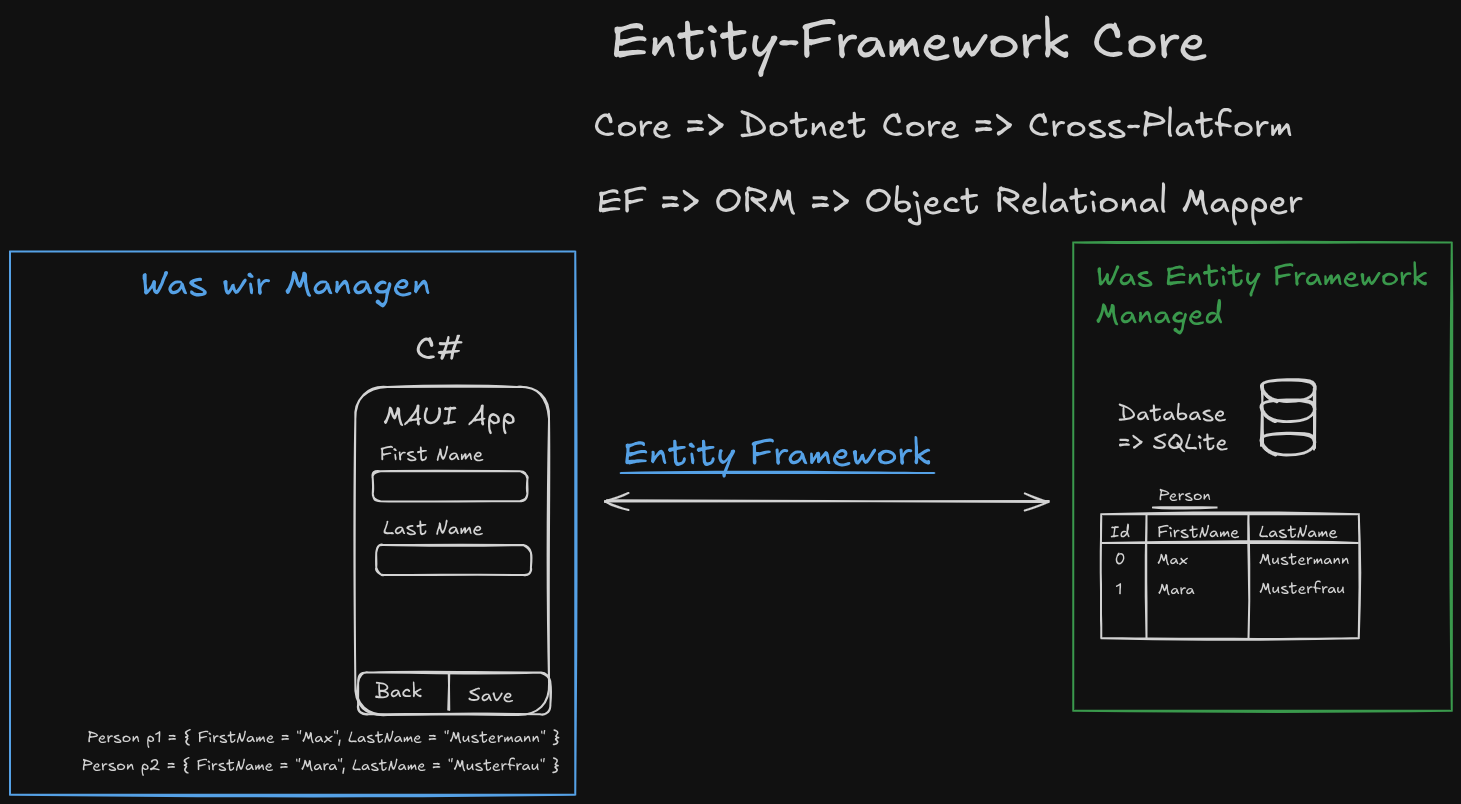 Entity-Framework Core
Core => Dotnet Core => Cross-Platform
EF => ORM => Object Relational Mapper
Was wir Managen
C#
MAUI App
First Name
Last Name
Back
Save
Person p1 = { FirstName = "Max", LastName = "Mustermann" }
Person p2 = { FirstName = "Mara", LastName = "Musterfrau" }
Entity Framework
Was Entity Framework
Managed
Database
=> SQLite
Person
Id FirstName LastName
0 Max Mustermann
1 Mara Musterfrau